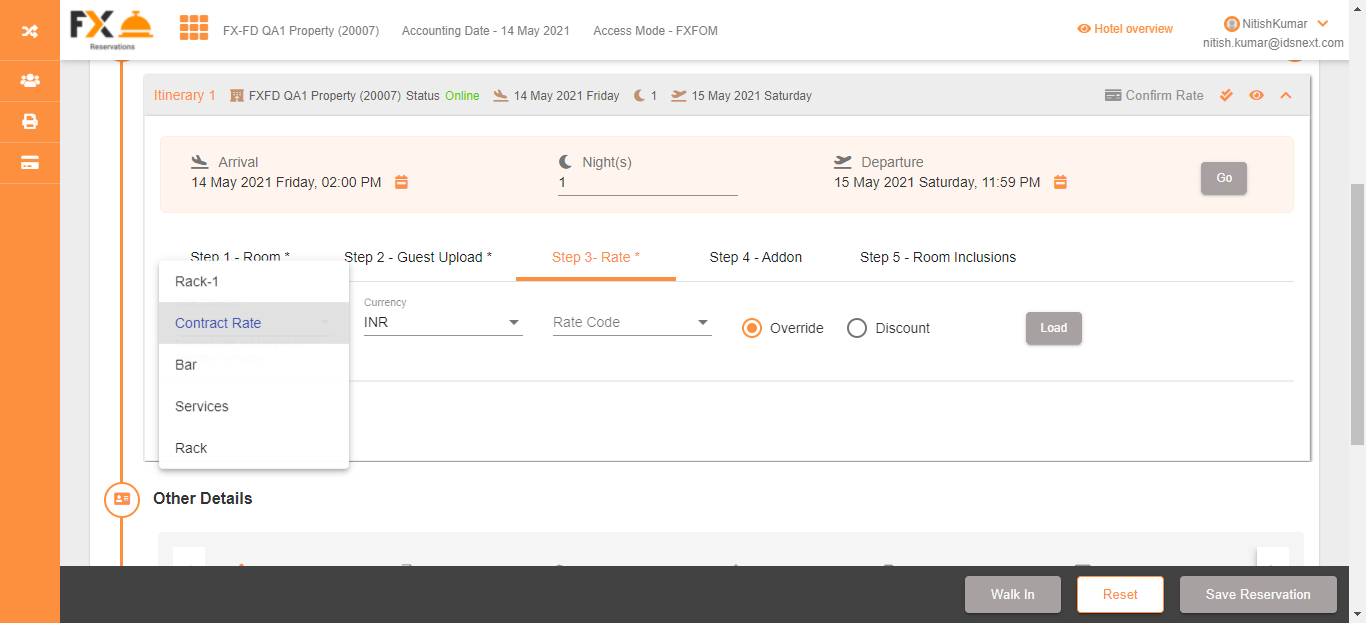 FX
Reservations
FX-FD QA1 Property (20007) Accounting Date - 14 May 2021 Access Mode - FXFOM
Hotel overview
NitishKumar
nitish.kumar@idsnext.com
Itinerary 1 FXFD QA1 Property (20007) Status Online 14 May 2021 Friday 1 15 May 2021 Saturday Confirm Rate
Arrival Night(s) Departure
14 May 2021 Friday, 02:00 PM 1 15 May 2021 Saturday, 11:59 PM Go
Step 1 - Room * Step 2 - Guest Upload * Step 3- Rate * Step 4 - Addon Step 5 - Room Inclusions
Rack-1
Currency
Contract Rate INR Rate Code Override Discount Load
Bar
Services
Rack
Other Details
Walk In Reset Save Reservation